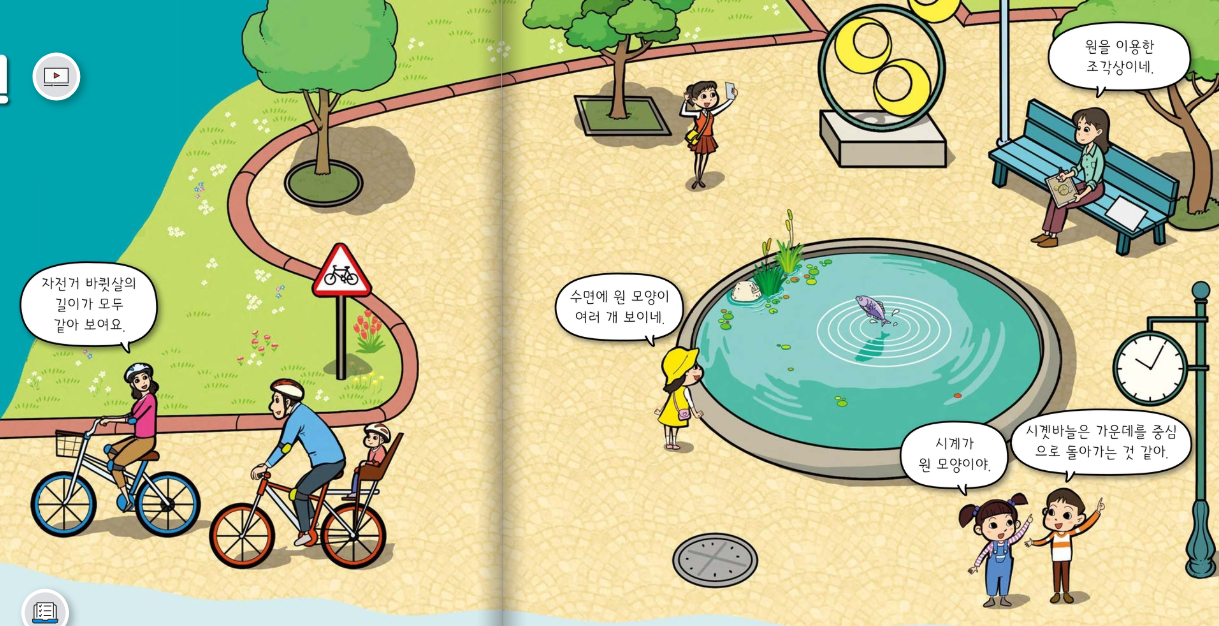 !
원을 이용한
조각상이네.
자전거 바큇살의
길이가 모두
같아 보여요.
수면에 원 모양이
여러 개 보이네.
시계가
원 모양이야.
시곗바늘은 가운데를 중심
으로 돌아가는 것 같아.